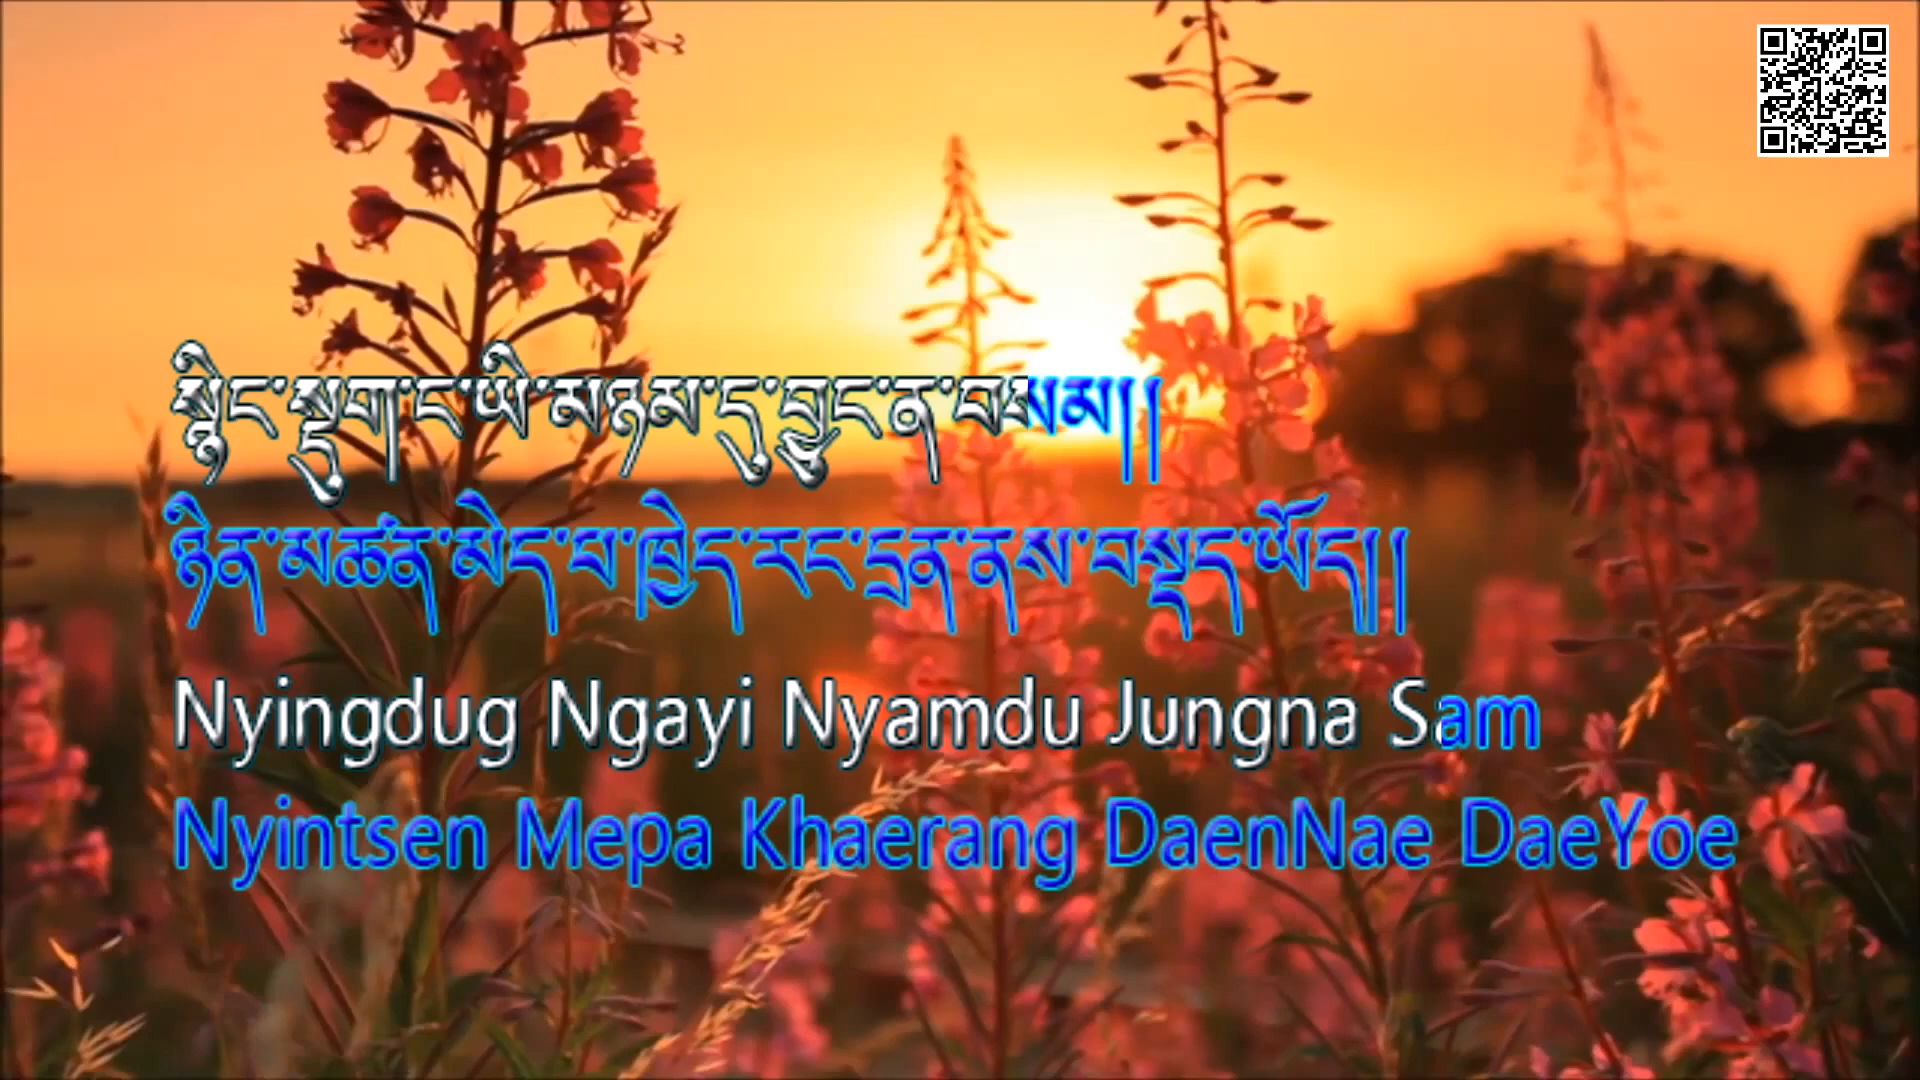 སྙིང་སྡུག་ང་ཡི་མཉམ་དུ་བྱུང་ན་བསམ།།
ཉིན་མཚན་མེད་པ་ཁྱེད་རང་དྲན་ནས་བསྡད་ཡོད།།
Nyingdug Ngayi Nyamdu Jungna Sam
Nyintsen Mepa Khaerang DaenNae DaeYoe